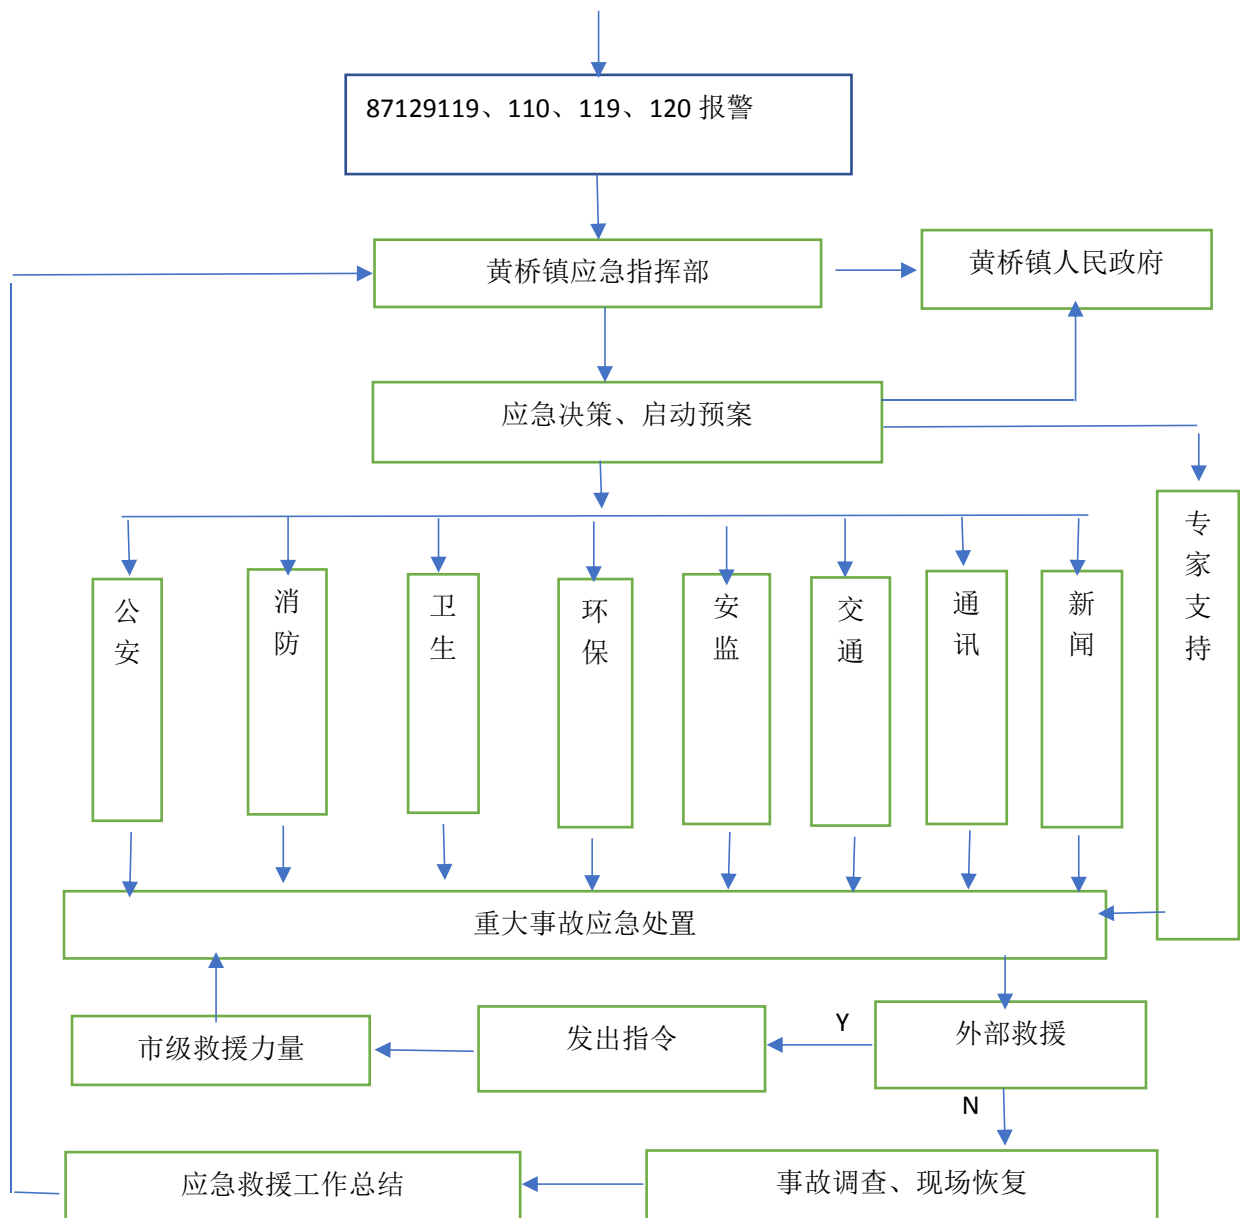 87129119、110、119、120 报警
黄桥镇应急指挥部
黄桥镇人民政府
应急决策、启动预案
公安
消防
卫生
环保
安监
交通
通讯
新闻
专家支持
重大事故应急处置
市级救援力量
发出指令
Y
外部救援
N
应急救援工作总结
事故调查、现场恢复